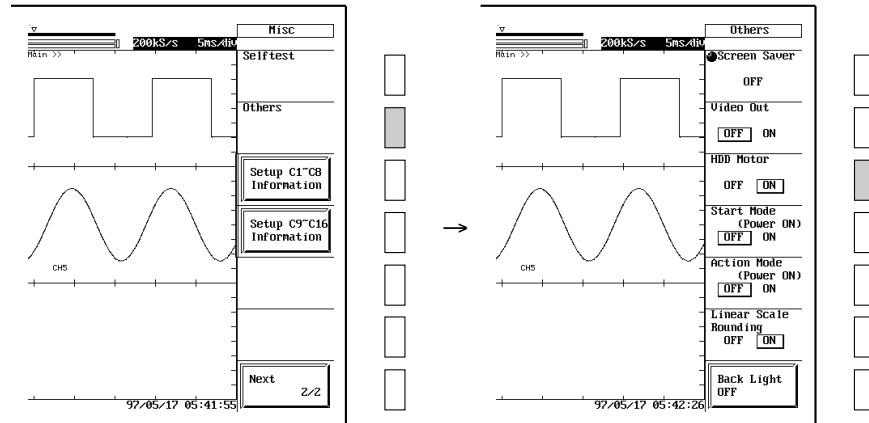 Misc
200kS/s 5ms/div
Main >>
Selftest
Others
Setup C1~C8
Information
Setup C9~C16
Information
CH5
Next
2/2
97/05/17 05:41:55
→
Others
200kS/s 5ms/div
Main >>
Screen Saver
OFF
Video Out
OFF ON
HDD Motor
OFF ON
Start Mode
(Power ON)
OFF ON
Action Mode
(Power ON)
OFF ON
CH5
Linear Scale
Rounding
OFF ON
Back Light
OFF
97/05/17 05:42:26